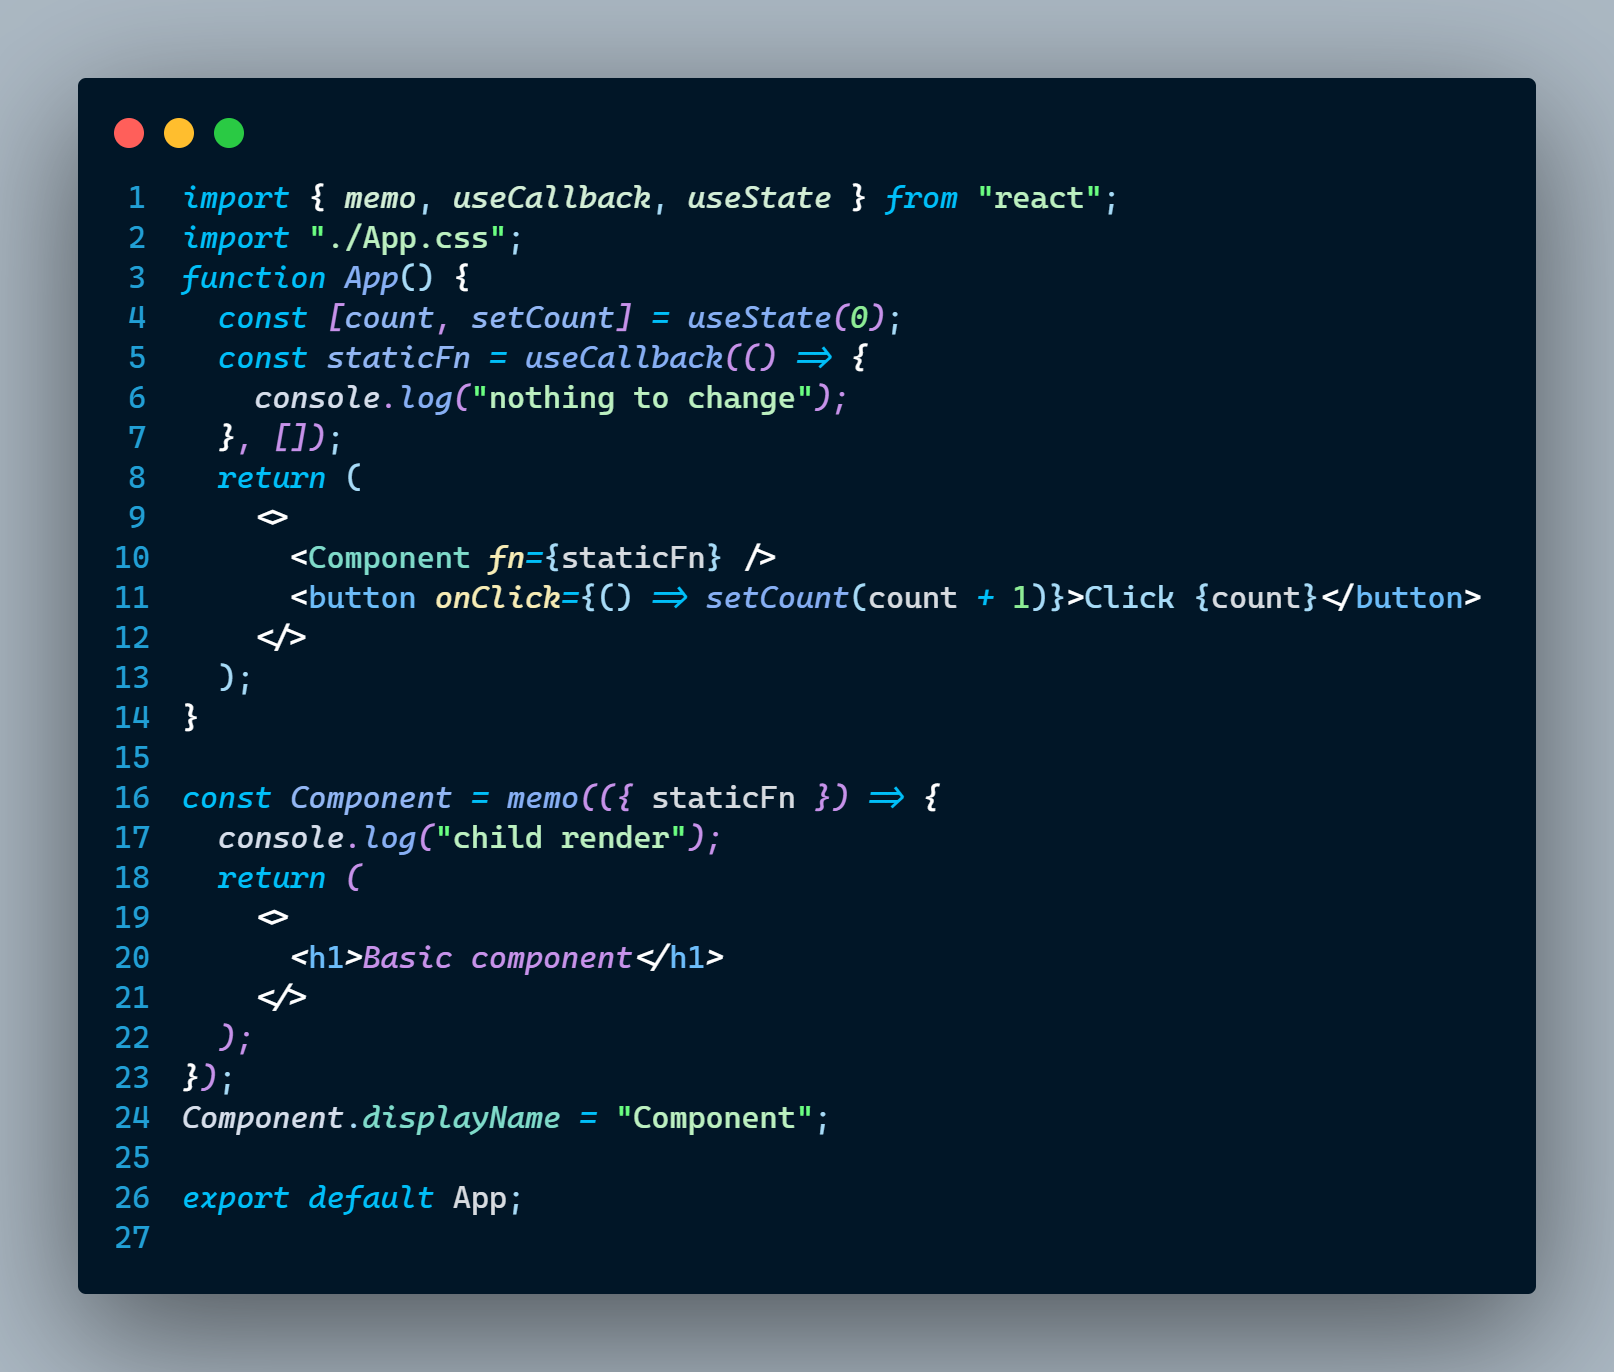 1 import { memo, useCallback, useState } from "react";
2 import "./App.css";
3 function App() {
4   const [count, setCount] = useState(0);
5   const staticFn = useCallback(() => {
6     console.log("nothing to change");
7   }, []);
8   return (
9     <>
10       <Component fn={staticFn} />
11       <button onClick={() => setCount(count + 1)}>Click {count}</button>
12     </>
13   );
14 }
15
16 const Component = memo(({ staticFn }) => {
17   console.log("child render");
18   return (
19     <>
20       <h1>Basic component</h1>
21     </>
22   );
23 });
24 Component.displayName = "Component";
25
26 export default App;
27